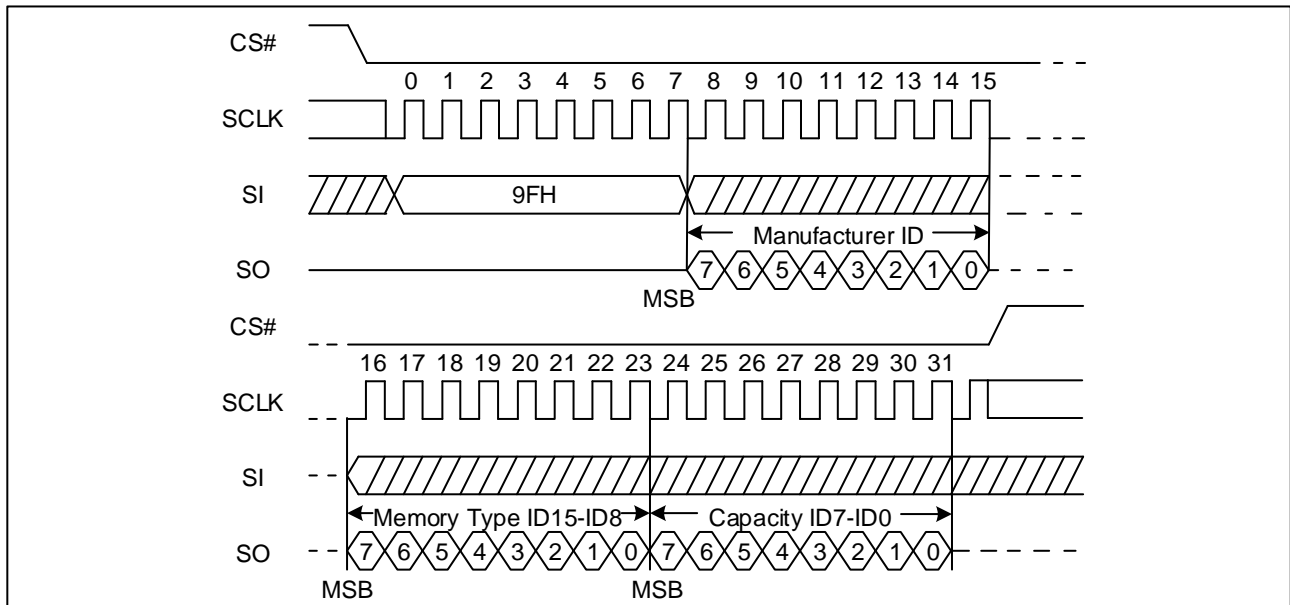 CS#
0 1 2 3 4 5 6 7 8 9 10 11 12 13 14 15
SCLK
SI 9FH
Manufacturer ID
SO 7 6 5 4 3 2 1 0
MSB
CS#
16 17 18 19 20 21 22 23 24 25 26 27 28 29 30 31
SCLK
SI
Memory Type ID15-ID8 Capacity ID7-ID0
SO 7 6 5 4 3 2 1 0 7 6 5 4 3 2 1 0
MSB MSB